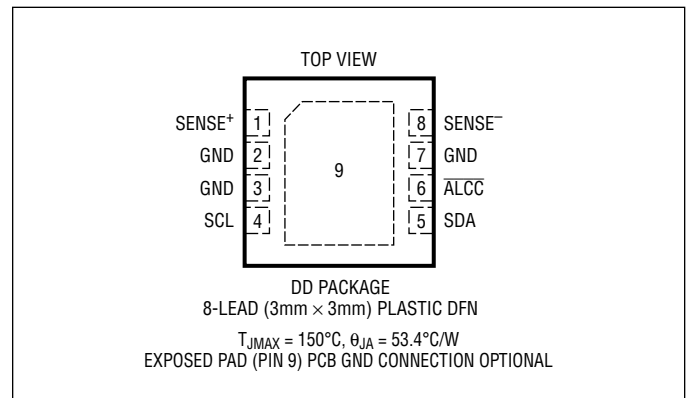 TOP VIEW
SENSE⁺ 1 8 SENSE⁻
GND 2 7 GND
9
GND 3 6 A̅L̅C̅C̅
SCL 4 5 SDA
DD PACKAGE
8-LEAD (3mm × 3mm) PLASTIC DFN
TJMAX = 150°C, θJA = 53.4°C/W
EXPOSED PAD (PIN 9) PCB GND CONNECTION OPTIONAL